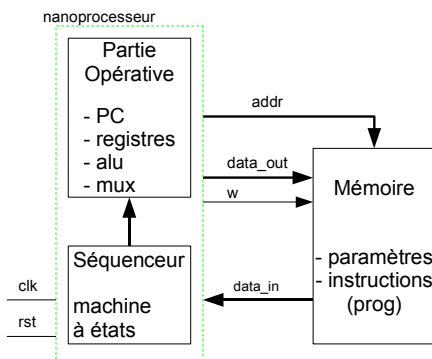 nanoprocesseur
Partie
Opérative
- PC
- registres
- alu
- mux
addr
data_out
w
Mémoire
- paramètres
- instructions
(prog)
Séquenceur
machine
à états
data_in
clk
rst